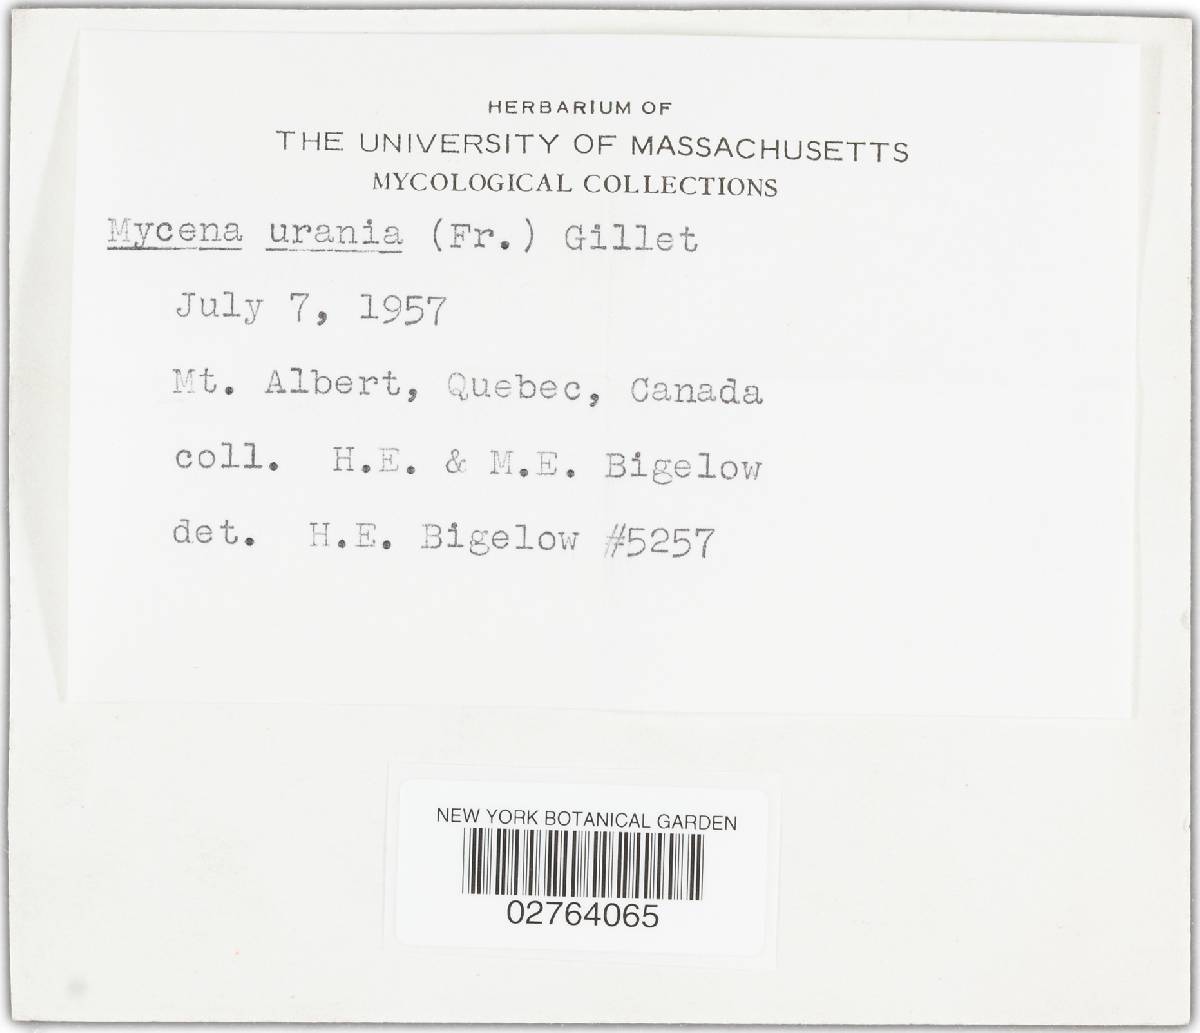 HERBARIUM OF
THE UNIVERSITY OF MASSACHUSETTS
MYCOLOGICAL COLLECTIONS
Mycena urania (Fr.) Gillet
July 7, 1957
Mt. Albert, Quebec, Canada
coll. H.E. & M.E. Bigelow
det. H.E. Bigelow #5257
NEW YORK BOTANICAL GARDEN
02764065